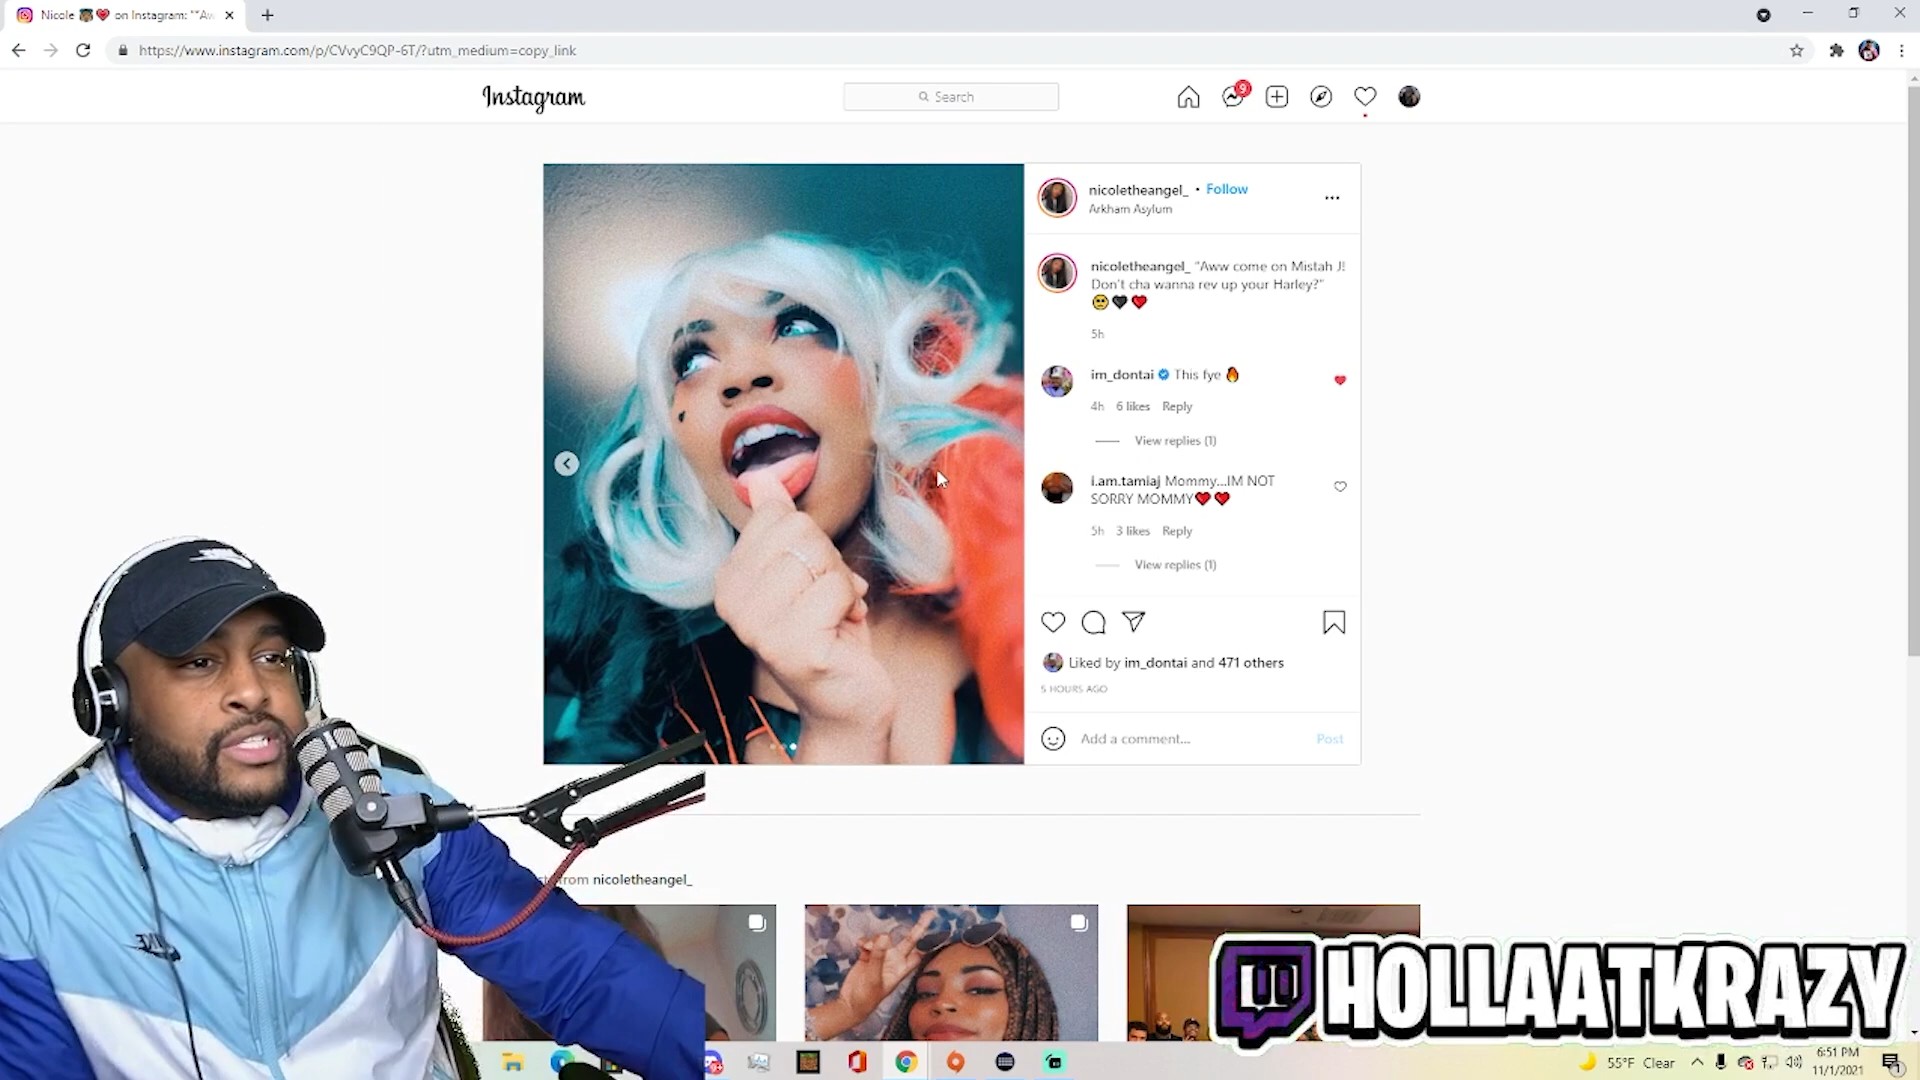 Nicole on Instagram: "“Aw
https://www.instagram.com/p/CVvyC9QP-6T/?utm_medium=copy_link
Instagram
Search
9
nicoletheangel_ • Follow
Arkham Asylum
nicoletheangel_ “Aww come on Mistah J!
Don't cha wanna rev up your Harley?”
5h
im_dontai This fye
4h 6 likes Reply
View replies (1)
i.am.tamiaj Mommy...IM NOT
SORRY MOMMY
5h 3 likes Reply
View replies (1)
Liked by im_dontai and 471 others
5 HOURS AGO
Add a comment... Post
from nicoletheangel_
HOLLAATKRAZY
55°F Clear
6:51 PM
11/1/2021
1